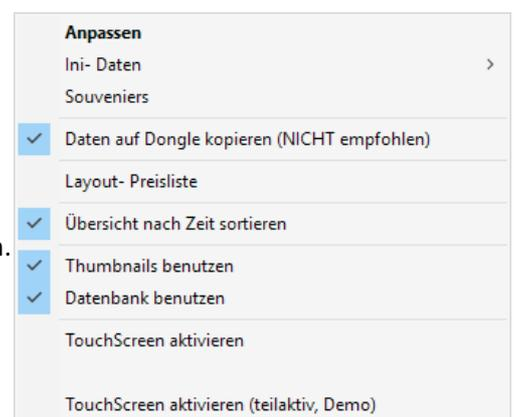 Anpassen
Ini- Daten
Souveniers
Daten auf Dongle kopieren (NICHT empfohlen)
Layout- Preisliste
Übersicht nach Zeit sortieren
Thumbnails benutzen
Datenbank benutzen
TouchScreen aktivieren
TouchScreen aktivieren (teilaktiv, Demo)